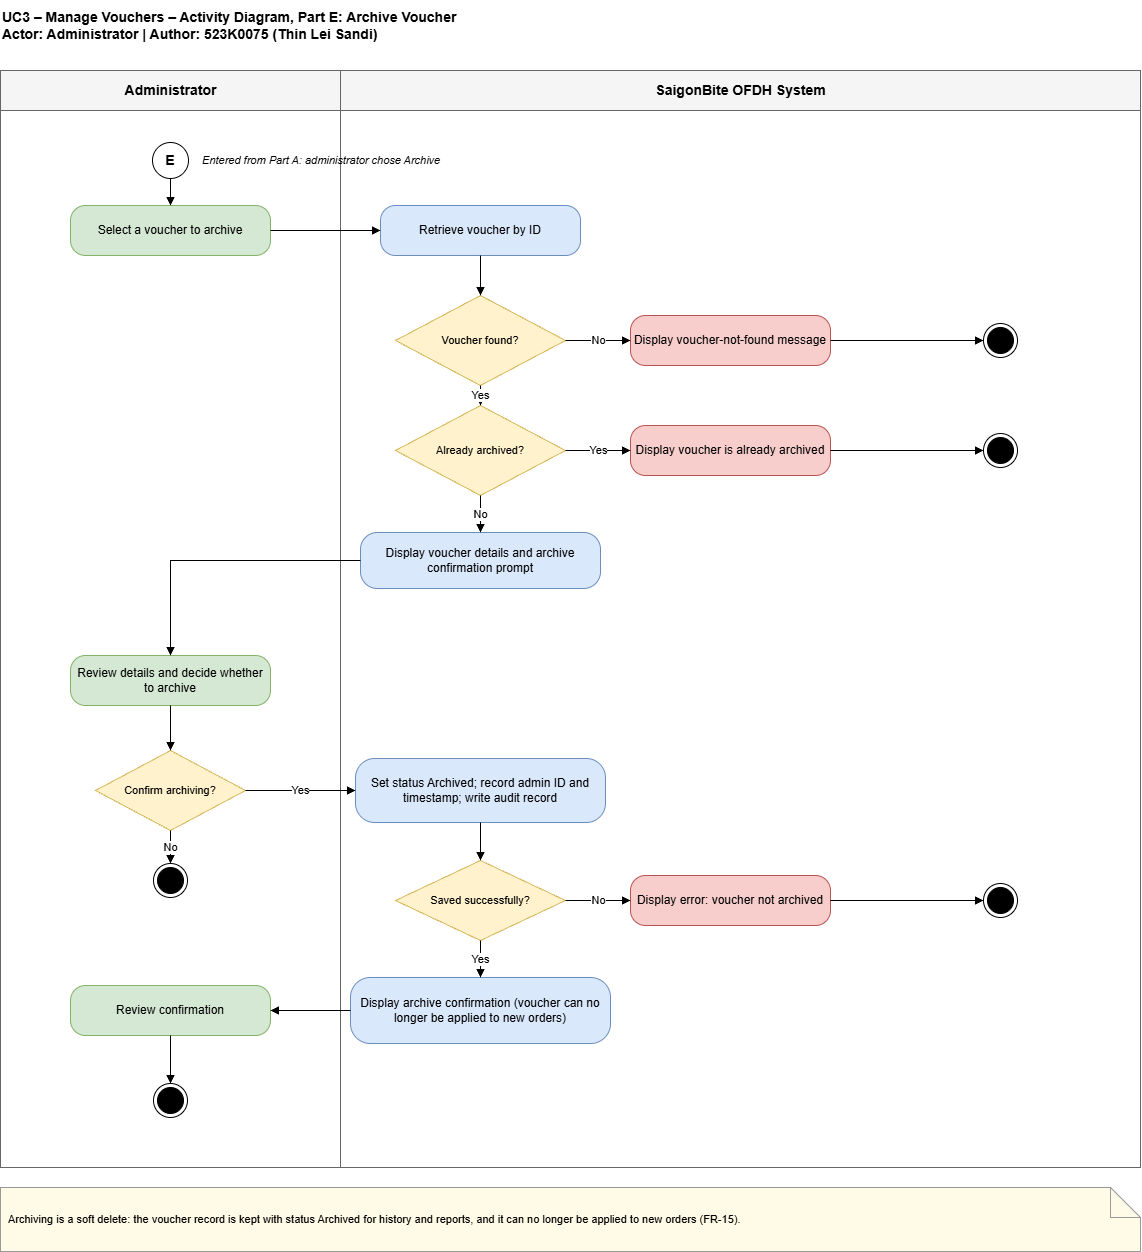 UC3 – Manage Vouchers – Activity Diagram, Part E: Archive Voucher
Actor: Administrator | Author: 523K0075 (Thin Lei Sandi)
Administrator
SaigonBite OFDH System
E
Entered from Part A: administrator chose Archive
Select a voucher to archive
Retrieve voucher by ID
Voucher found?
No
Display voucher-not-found message
Yes
Already archived?
Yes
Display voucher is already archived
No
Display voucher details and archive
confirmation prompt
Review details and decide whether
to archive
Confirm archiving?
Yes
Set status Archived; record admin ID and
timestamp; write audit record
No
Saved successfully?
No
Display error: voucher not archived
Yes
Review confirmation
Display archive confirmation (voucher can no
longer be applied to new orders)
Archiving is a soft delete: the voucher record is kept with status Archived for history and reports, and it can no longer be applied to new orders (FR-15).